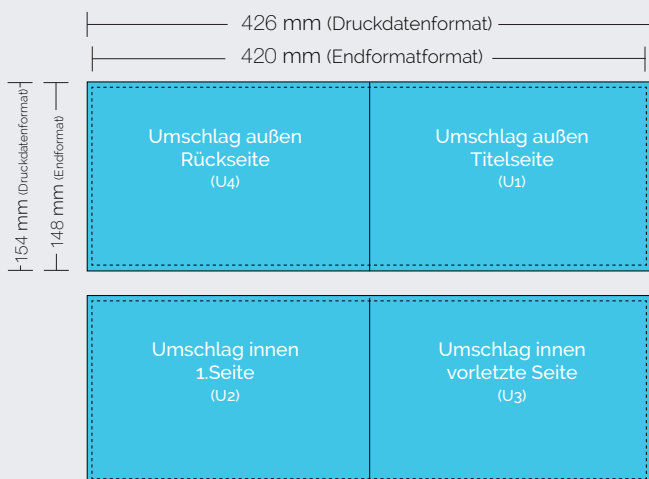 426 mm (Druckdatenformat)
420 mm (Endformatformat)
154 mm (Druckdatenformat)
148 mm (Endformat)
Umschlag außen
Rückseite
(U4)
Umschlag außen
Titelseite
(U1)
Umschlag innen
1.Seite
(U2)
Umschlag innen
vorletzte Seite
(U3)